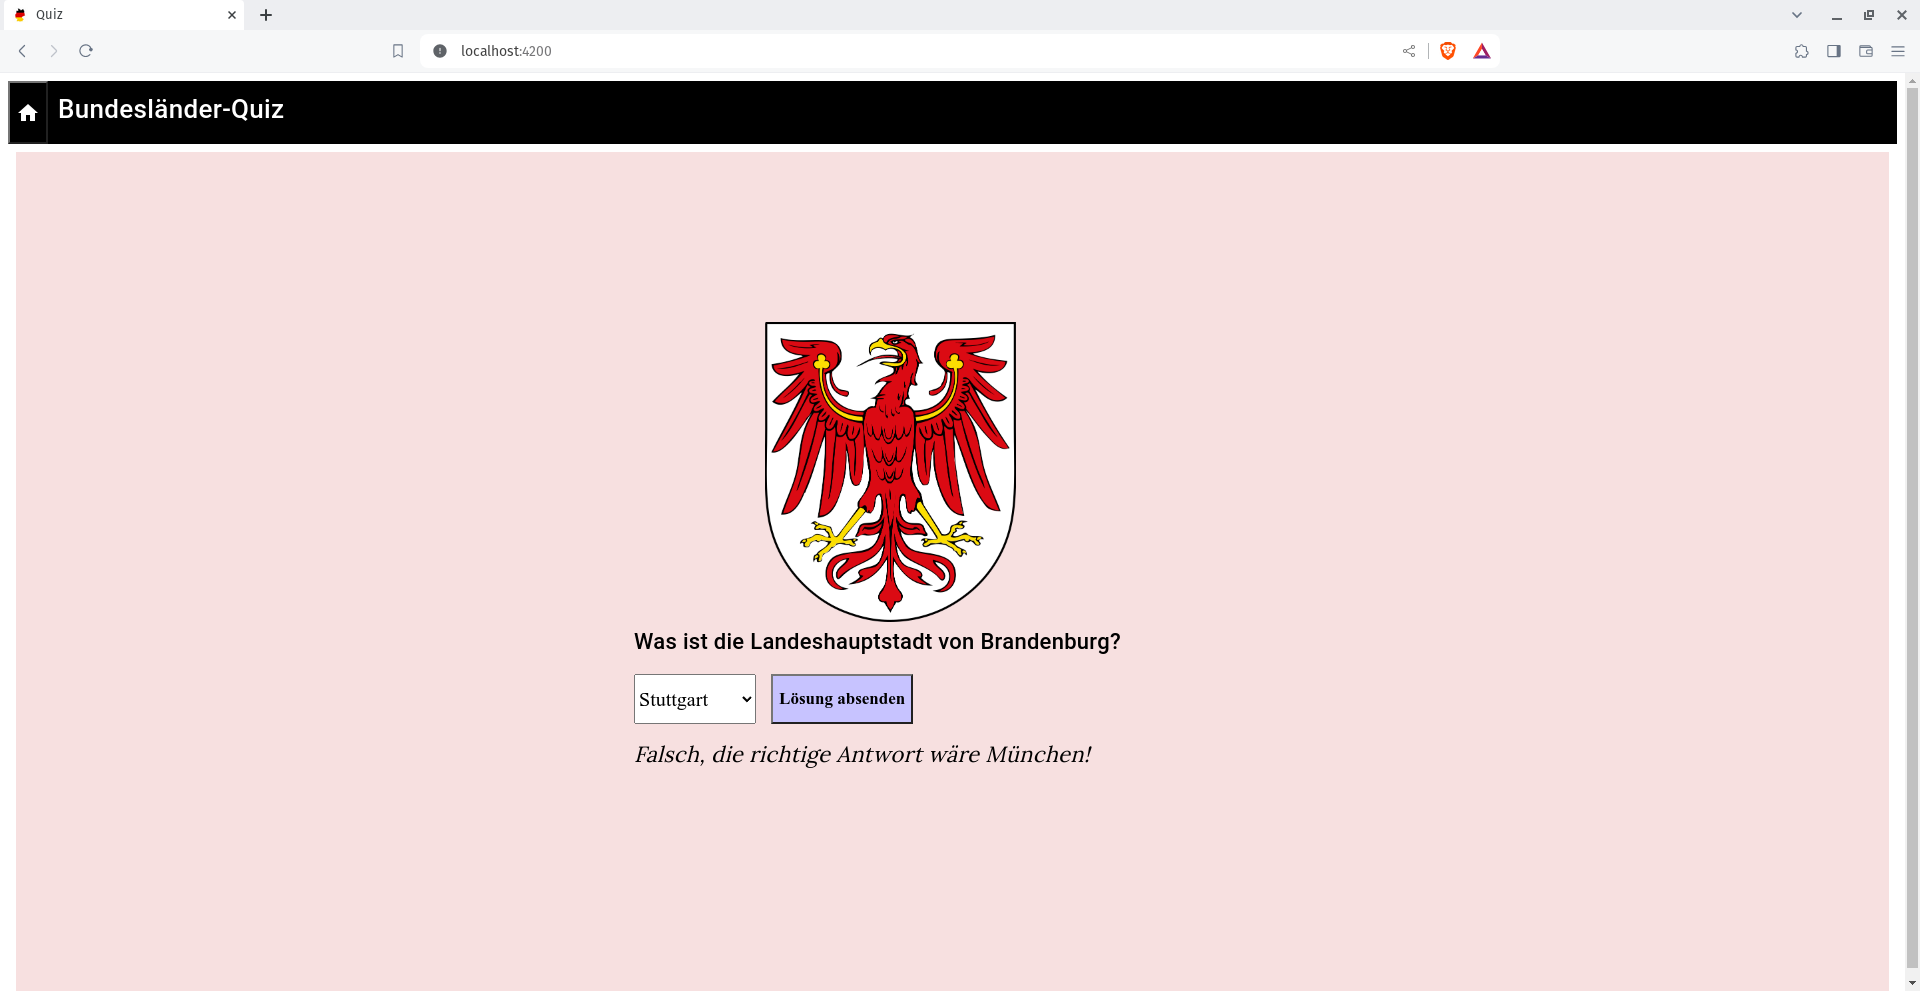 Quiz
localhost:4200
Bundesländer-Quiz
Was ist die Landeshauptstadt von Brandenburg?
Stuttgart
Lösung absenden
Falsch, die richtige Antwort wäre München!